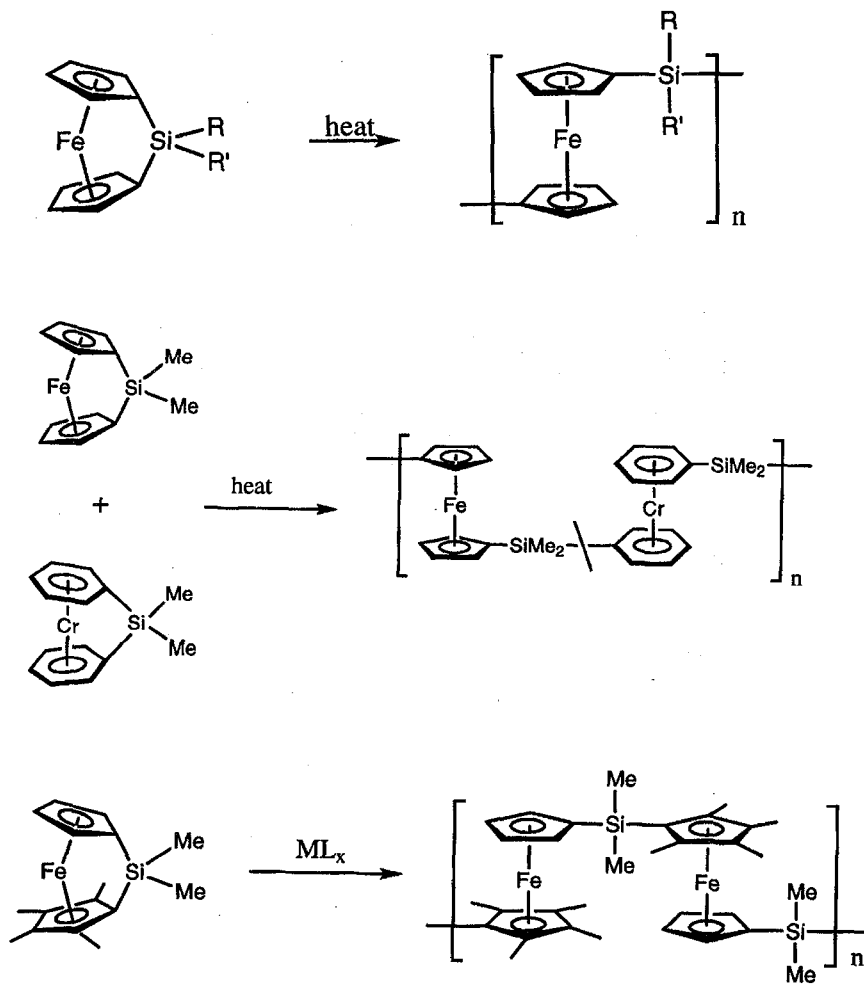 Fe Si R R' heat Fe Si R R' n
Fe Si Me Me
+
heat
Fe SiMe₂ Cr SiMe₂ n
Cr Si Me Me
Fe Si Me Me MLₓ Fe Si Me Me Fe Si Me Me n